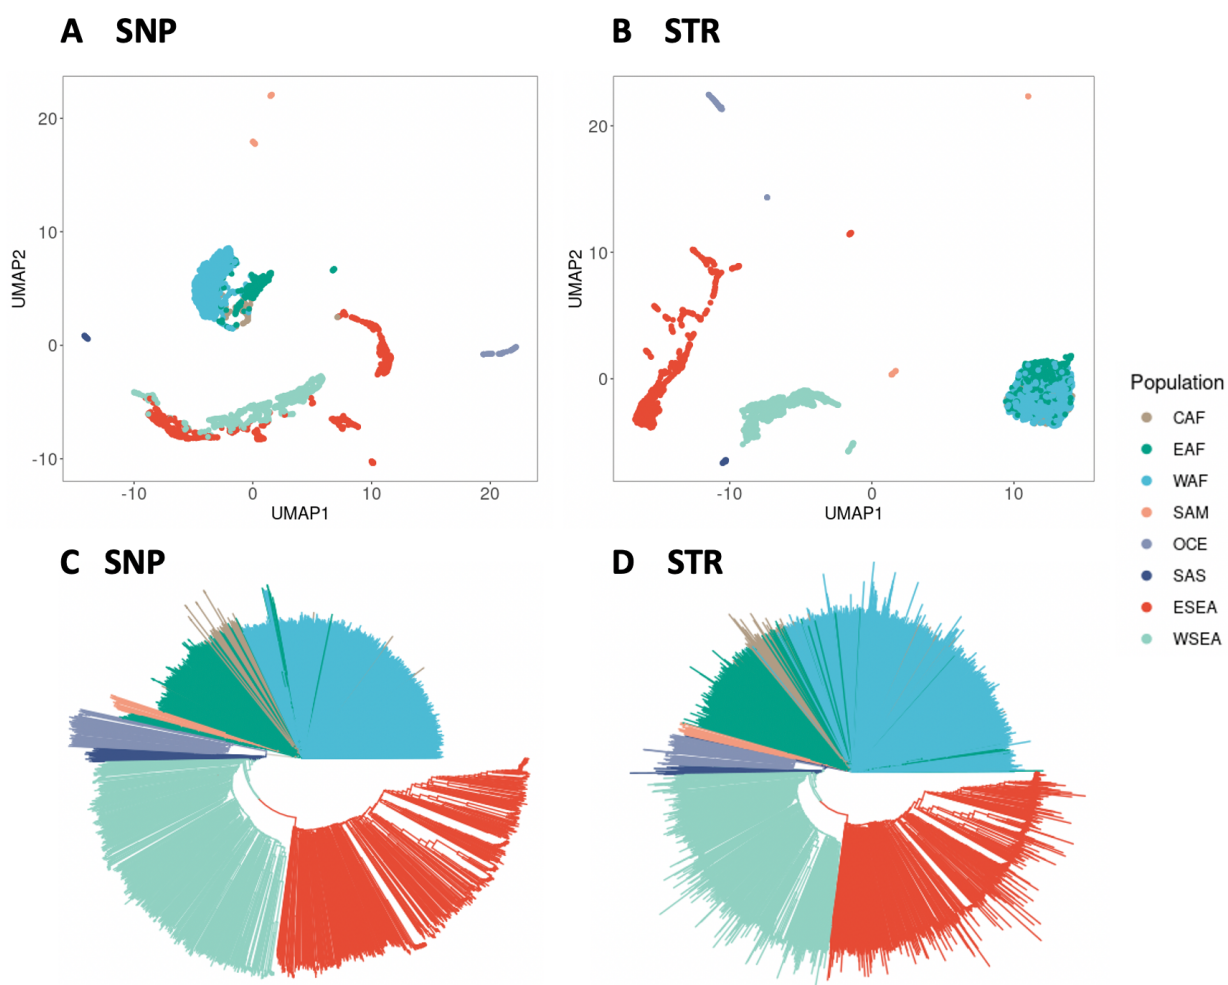 A SNP
B STR
20
10
0
-10
UMAP2
-10
0
10
20
UMAP1
20
10
0
UMAP2
-10
0
10
UMAP1
Population
CAF
EAF
WAF
SAM
OCE
SAS
ESEA
WSEA
C SNP
D STR